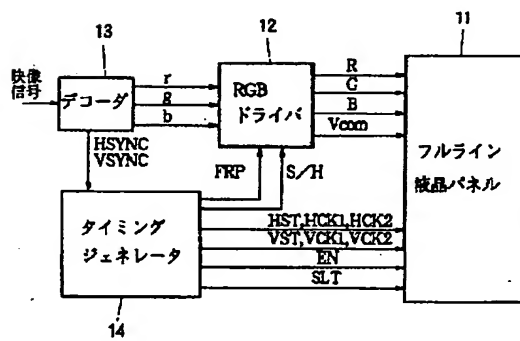 13
12
11
映像
信号
デコーダ
r
g
b
RGB
ドライバ
R
G
B
Vcom
フルライン
液晶パネル
HSYNC
VSYNC
FRP
S/H
タイミング
ジェネレータ
HST,HCK1,HCK2
VST,VCK1,VCK2
EN
SLT
14